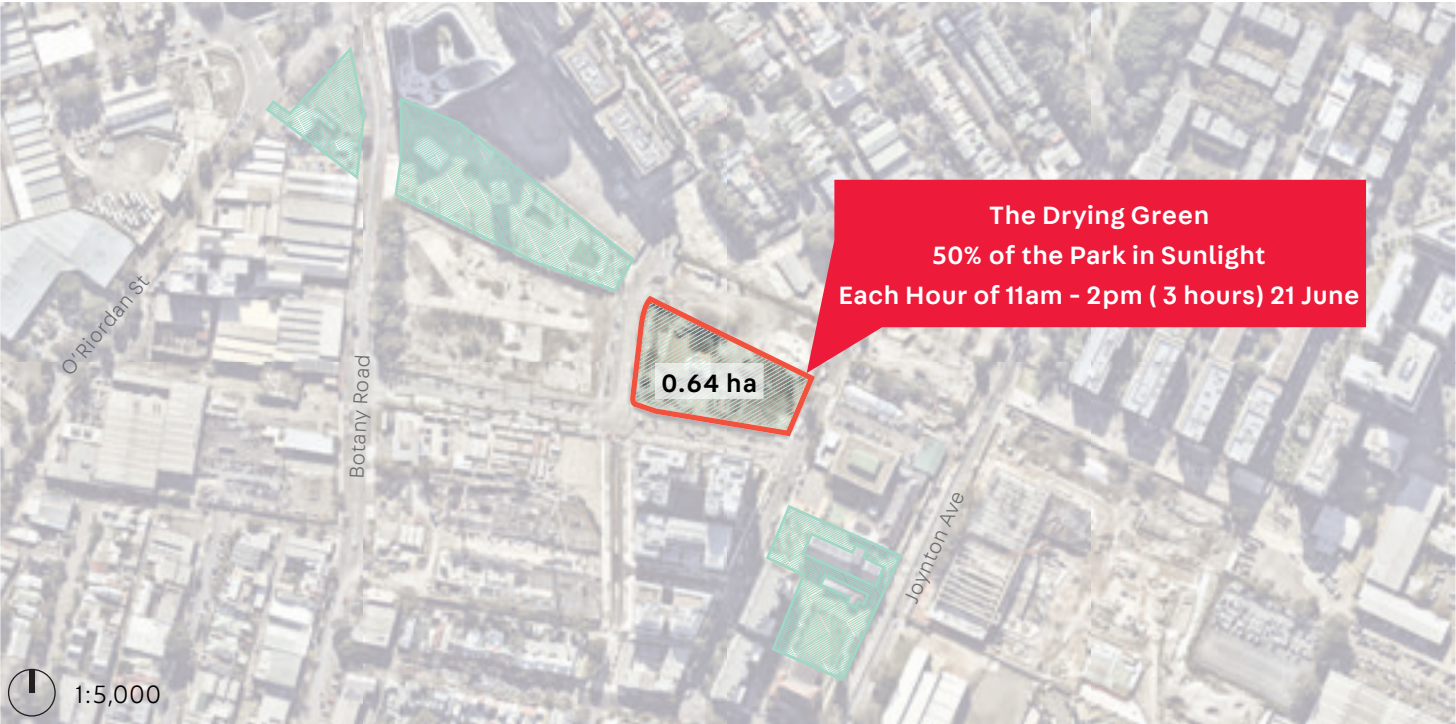 The Drying Green
50% of the Park in Sunlight
Each Hour of 11am - 2pm ( 3 hours) 21 June
O'Riordan St
Botany Road
0.64 ha
Joynton Ave
1:5,000